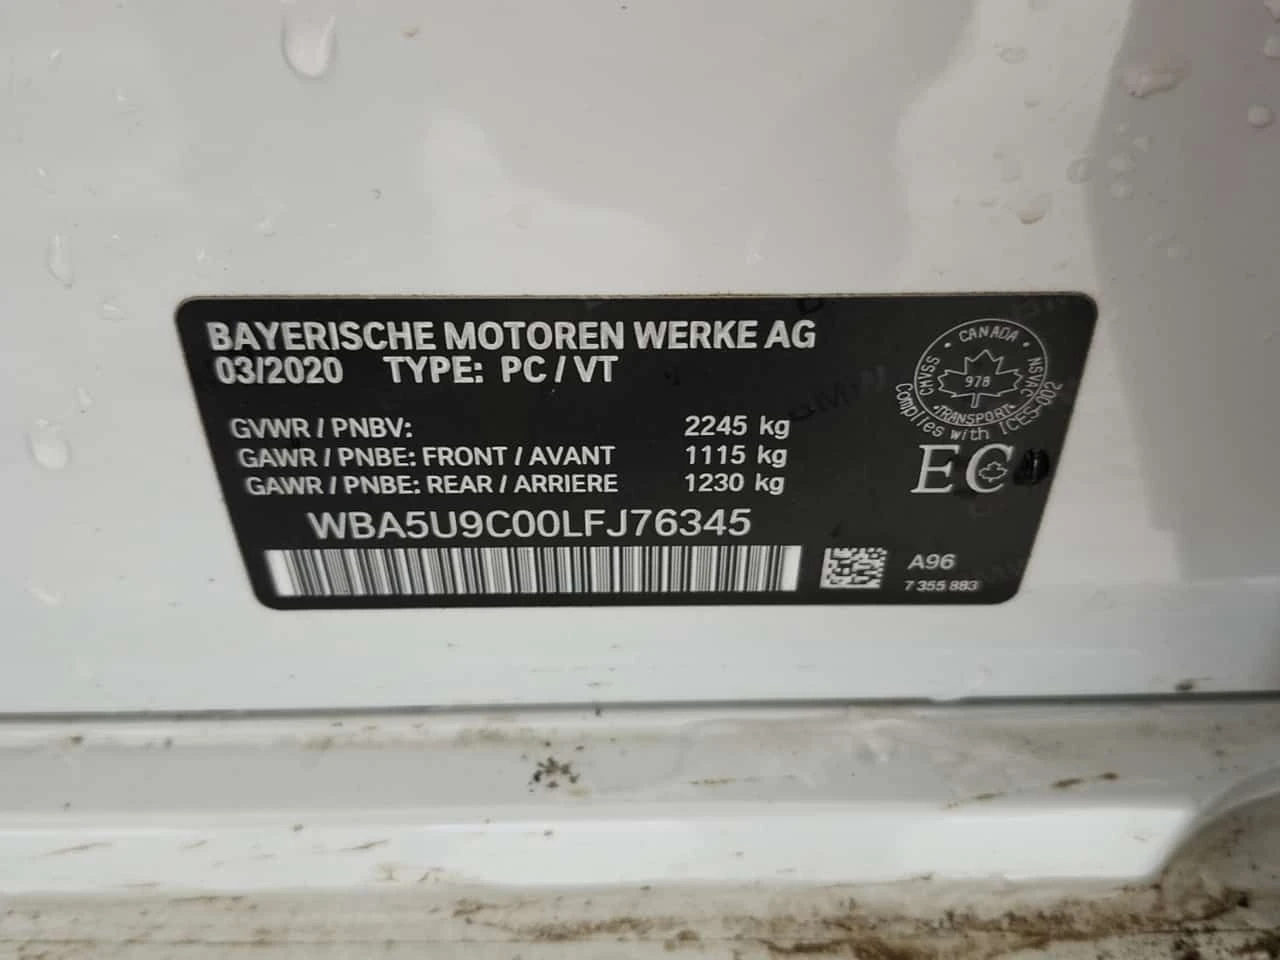 BAYERISCHE MOTOREN WERKE AG
03/2020 TYPE: PC / VT
GVWR / PNBV: 2245 kg
GAWR / PNBE: FRONT / AVANT 1115 kg
GAWR / PNBE: REAR / ARRIERE 1230 kg
WBA5U9C00LFJ76345
CANADA
CMVSS • NSVAC
978
TRANSPORT
Complies with ICES-002
EC
A96
7 355 883